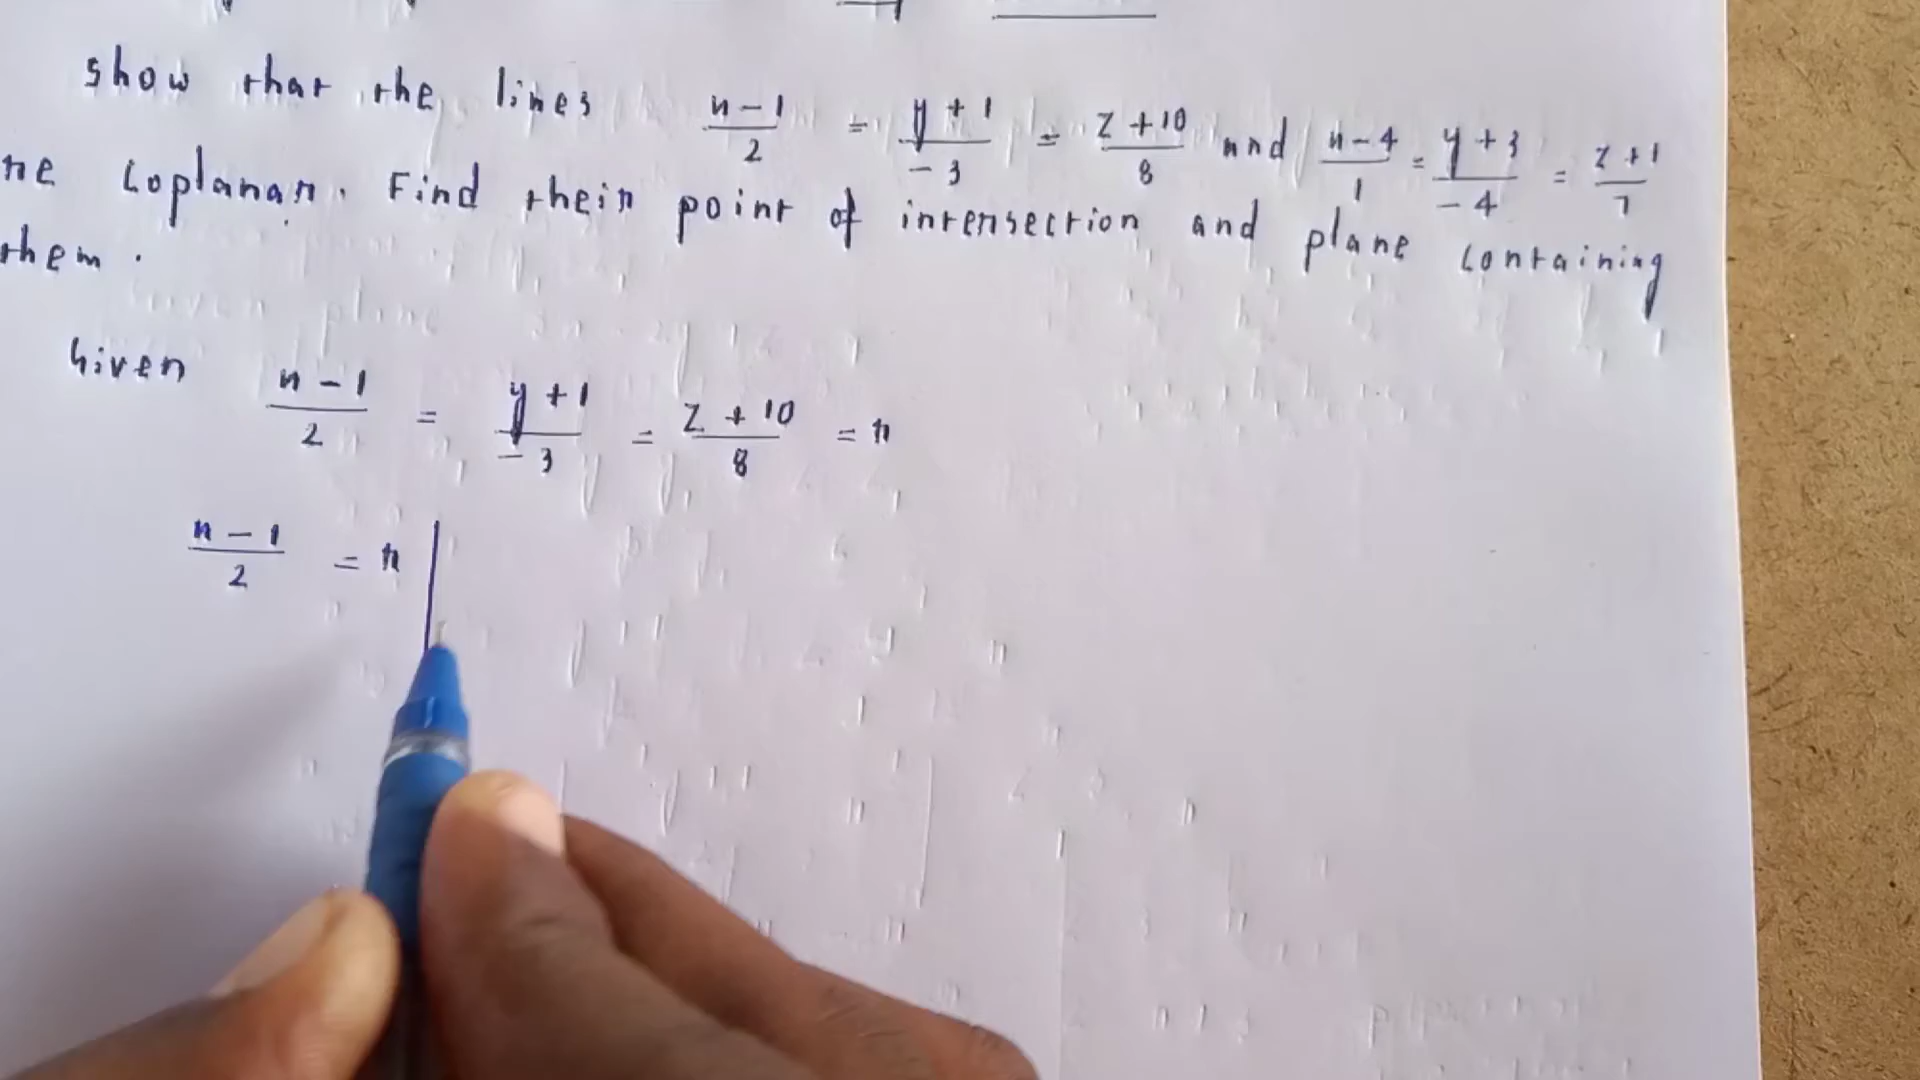 show that the lines x-1/2 = y+1/-3 = z+10/8 and x-4/1 = y+3/-4 = z+1/7
coplanar. Find their point of intersection and plane containing
them.
Given x-1/2 = y+1/-3 = z+10/8 = r
x-1/2 = r